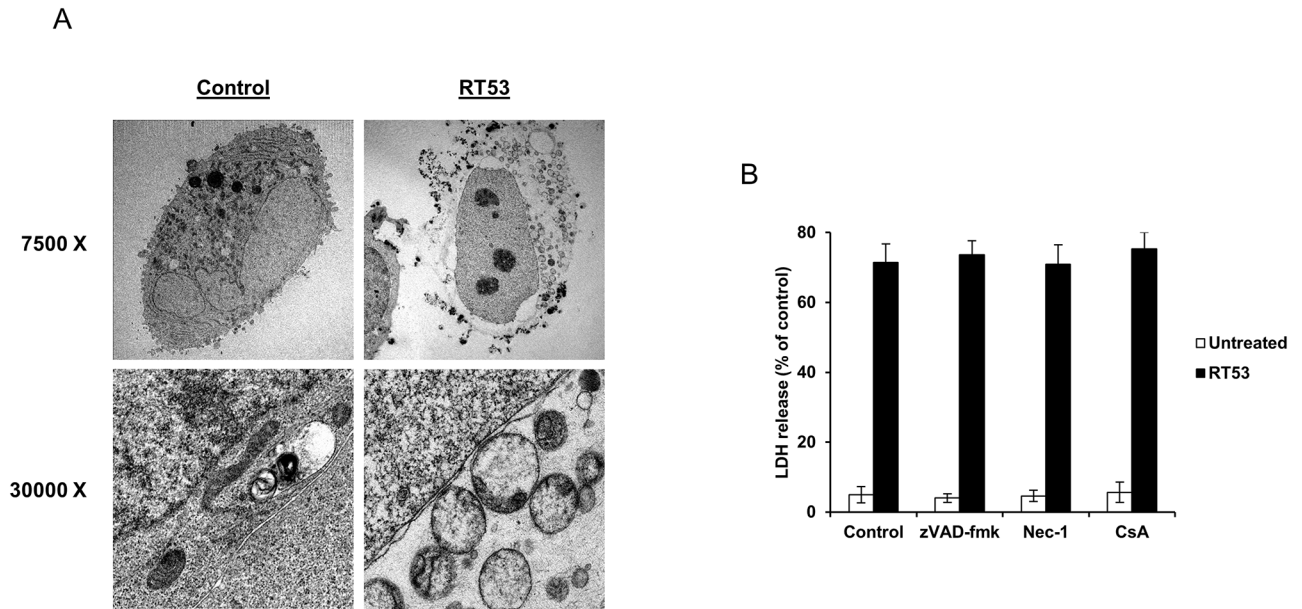 A
Control
RT53
7500 X
30000 X
B
LDH release (% of control)
80
60
40
20
0
Control
zVAD-fmk
Nec-1
CsA
Untreated
RT53